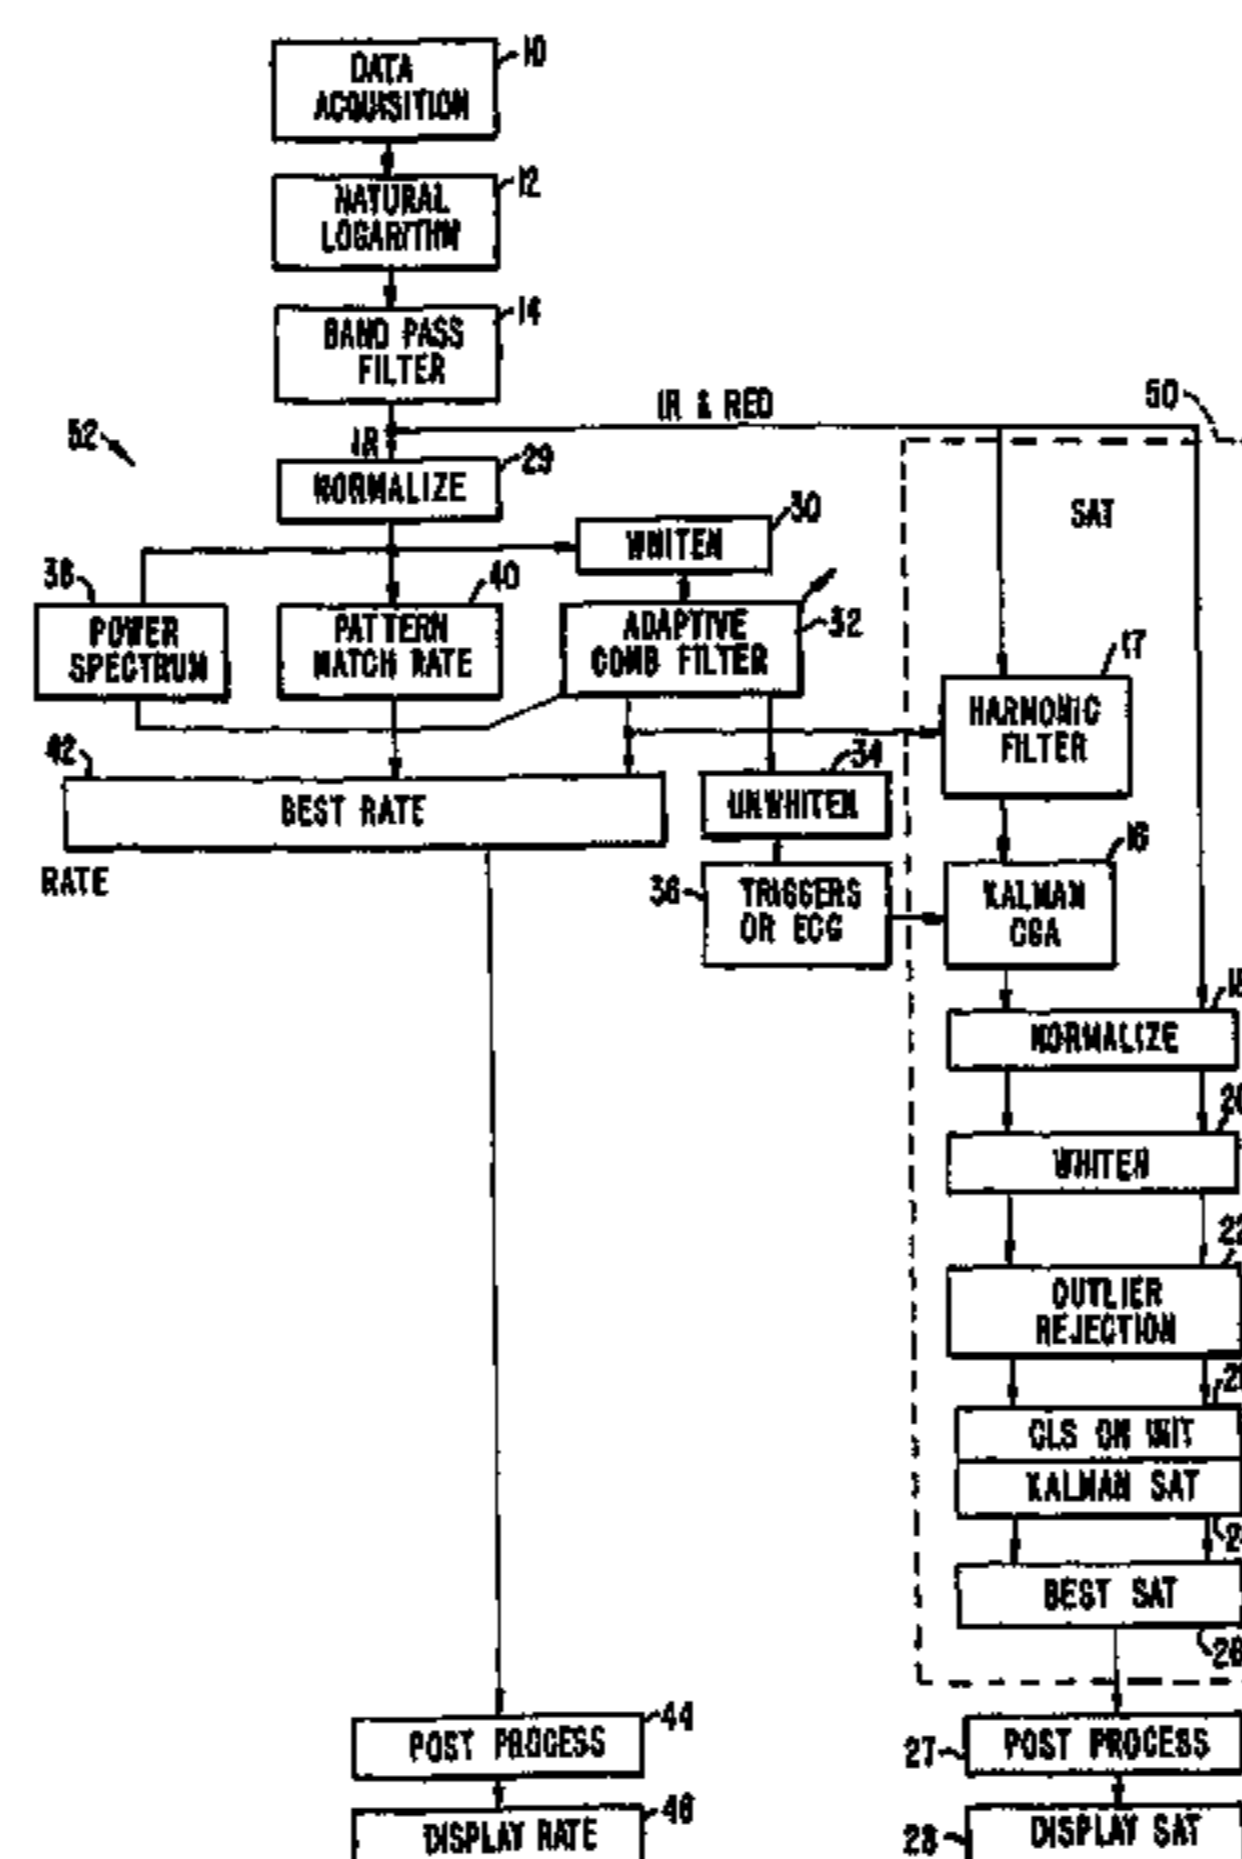 10
DATA
ACQUISITION
12
NATURAL
LOGARYTHM
14
BAND PASS
FILTER
IR & RED
50
52
IR
29
NORMALIZE
SAT
30
WHITEN
38
POWER
SPECTRUM
40
PATTERN
MATCH RATE
32
ADAPTIVE
COMB FILTER
17
HARMONIC
FILTER
42
BEST RATE
RATE
34
UNWHITEN
36
TRIGGERS
OR ECG
16
KALMAN
CGA
NORMALIZE
20
WHITEN
22
OUTLIER
REJECTION
CLS ON WIT
KALMAN SAT
BEST SAT
26
44
POST PROCESS
27
POST PROCESS
46
DISPLAY RATE
28
DISPLAY SAT